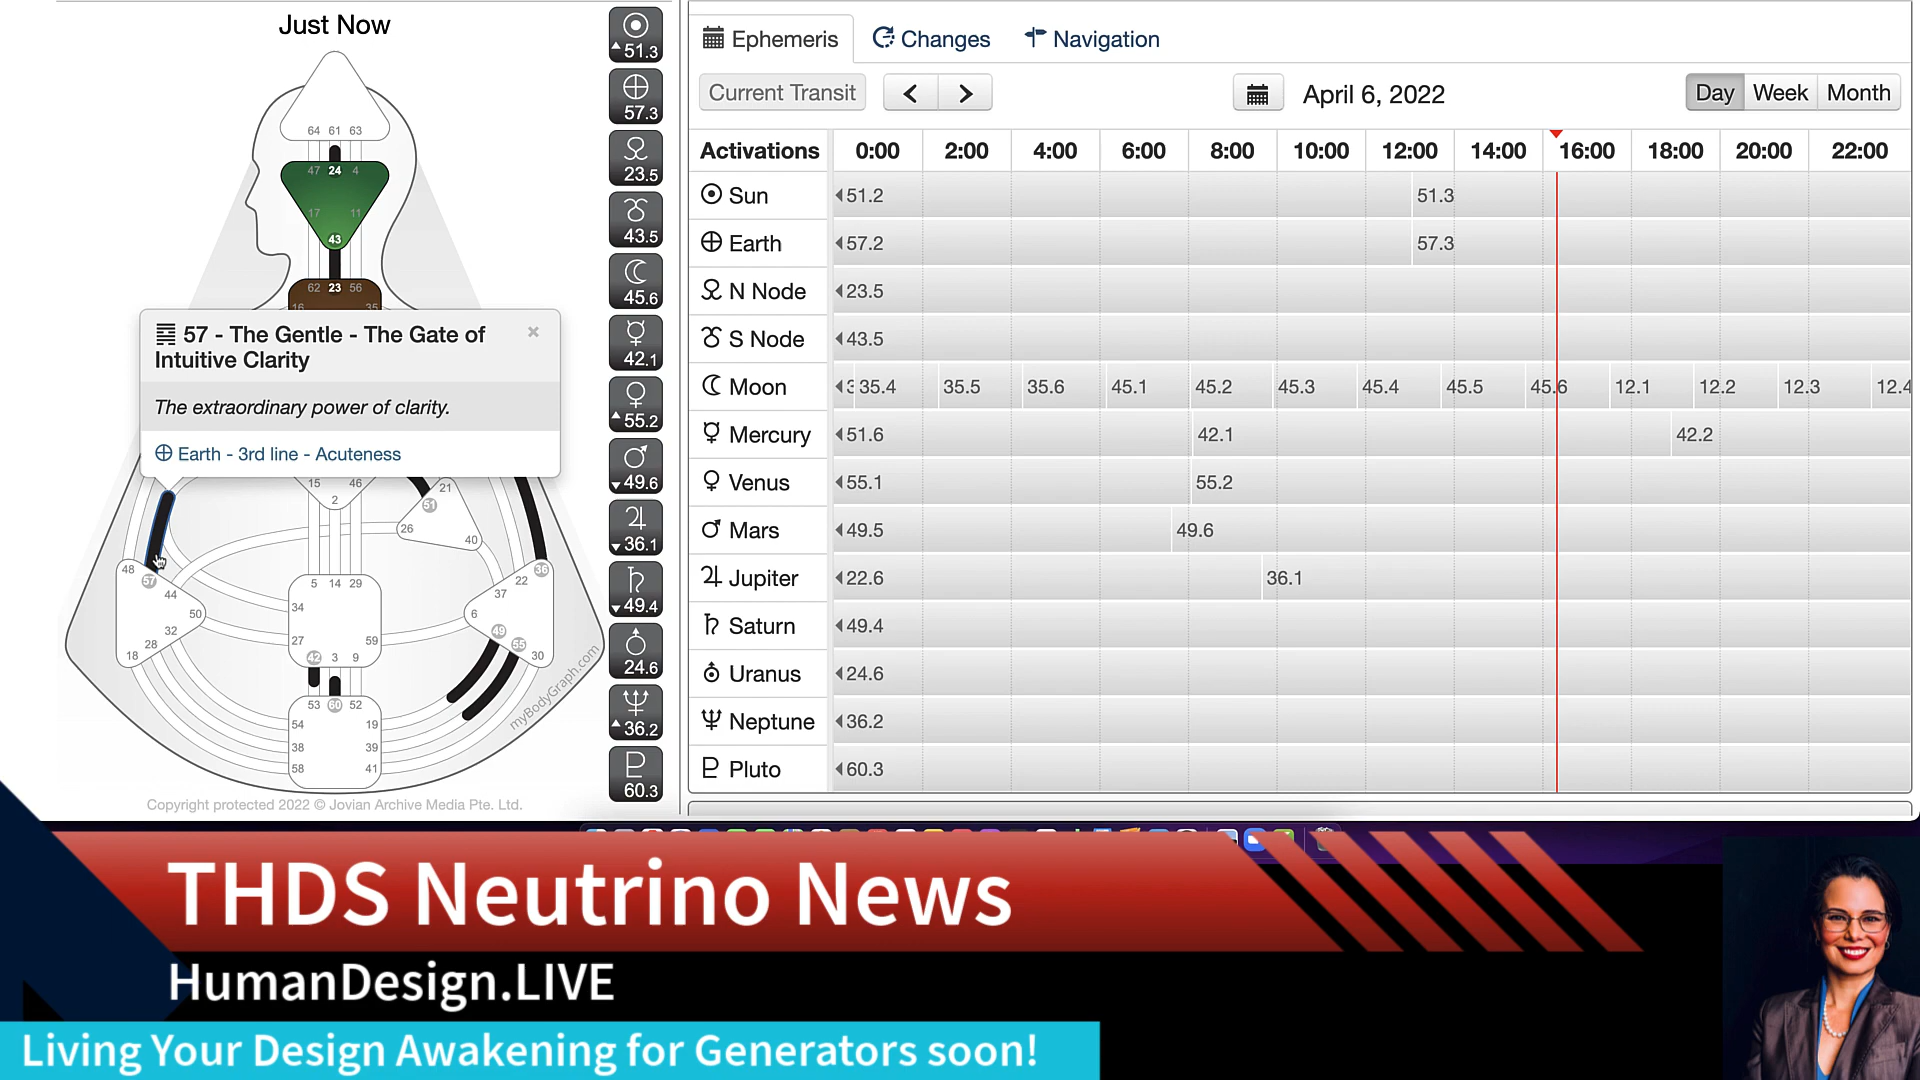 Just Now
64 61 63
47 24 4
17 11
43
62 23 56
16 35
57 - The Gentle - The Gate of
Intuitive Clarity
×
The extraordinary power of clarity.
Earth - 3rd line - Acuteness
15 46
2
21
51
26
40
48
57
44
50
32
28
18
5 14 29
34
27 59
42 3 9
36
22
37
6
49
55
30
53 60 52
54 19
38 39
58 41
myBodyGraph.com
Copyright protected 2022 © Jovian Archive Media Pte. Ltd.
51.3
57.3
23.5
43.5
45.6
42.1
55.2
49.6
36.1
49.4
24.6
36.2
60.3
Ephemeris Changes Navigation
Current Transit April 6, 2022 Day Week Month
Activations 0:00 2:00 4:00 6:00 8:00 10:00 12:00 14:00 16:00 18:00 20:00 22:00
Sun 51.2 51.3
Earth 57.2 57.3
N Node 23.5
S Node 43.5
Moon 35.4 35.5 35.6 45.1 45.2 45.3 45.4 45.5 45.6 12.1 12.2 12.3 12.4
Mercury 51.6 42.1 42.2
Venus 55.1 55.2
Mars 49.5 49.6
Jupiter 22.6 36.1
Saturn 49.4
Uranus 24.6
Neptune 36.2
Pluto 60.3
THDS Neutrino News
HumanDesign.LIVE
Living Your Design Awakening for Generators soon!